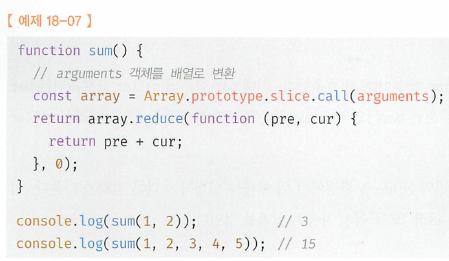 【 예제 18-07 】
function sum() {
  // arguments 객체를 배열로 변환
  const array = Array.prototype.slice.call(arguments);
  return array.reduce(function (pre, cur) {
    return pre + cur;
  }, 0);
}
console.log(sum(1, 2));          // 3
console.log(sum(1, 2, 3, 4, 5)); // 15